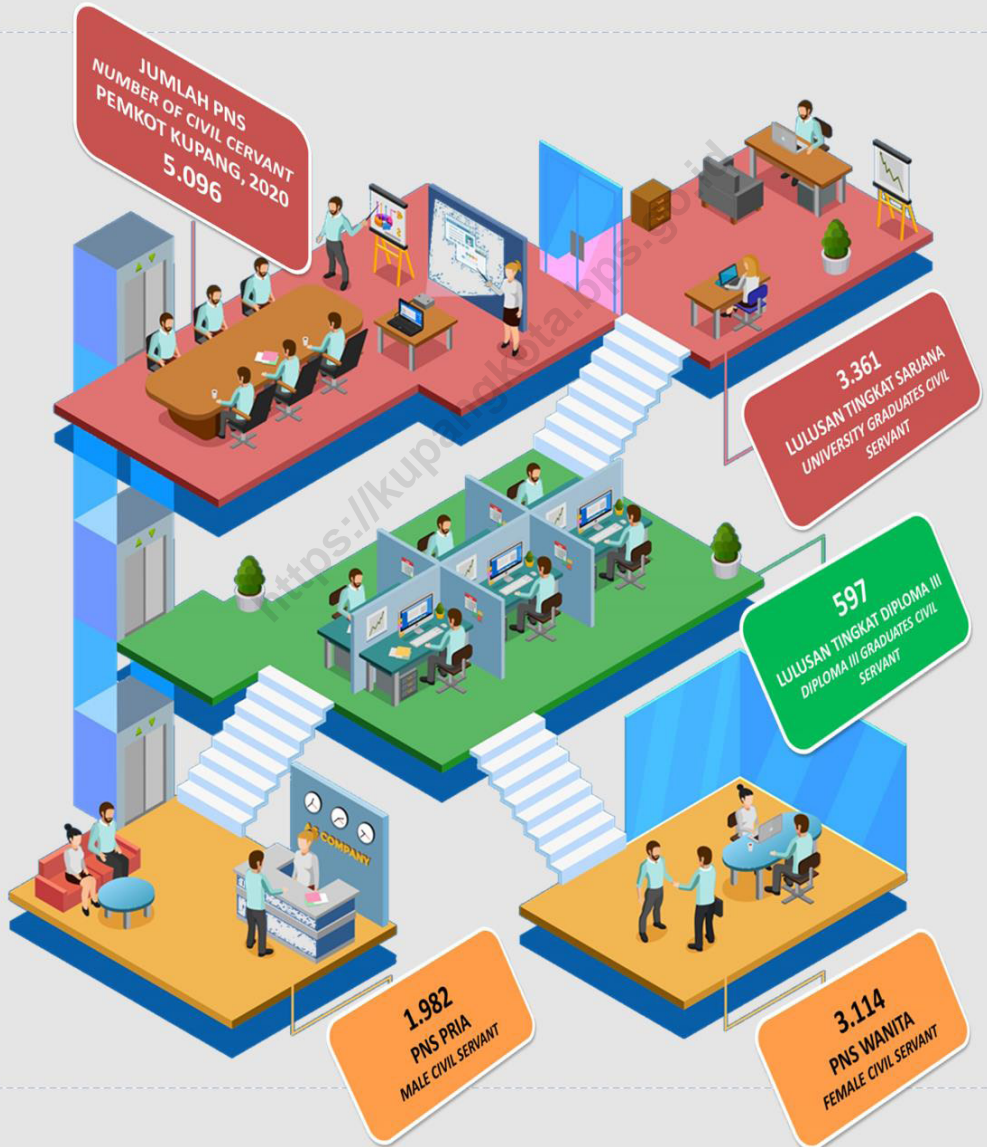 JUMLAH PNS
NUMBER OF CIVIL CERVANT
PEMKOT KUPANG, 2020
5.096
3.361
LULUSAN TINGKAT SARJANA
UNIVERSITY GRADUATES CIVIL
SERVANT
597
LULUSAN TINGKAT DIPLOMA III
DIPLOMA III GRADUATES CIVIL
SERVANT
COMPANY
1.982
PNS PRIA
MALE CIVIL SERVANT
3.114
PNS WANITA
FEMALE CIVIL SERVANT
https://kupangkota.bps.go.id